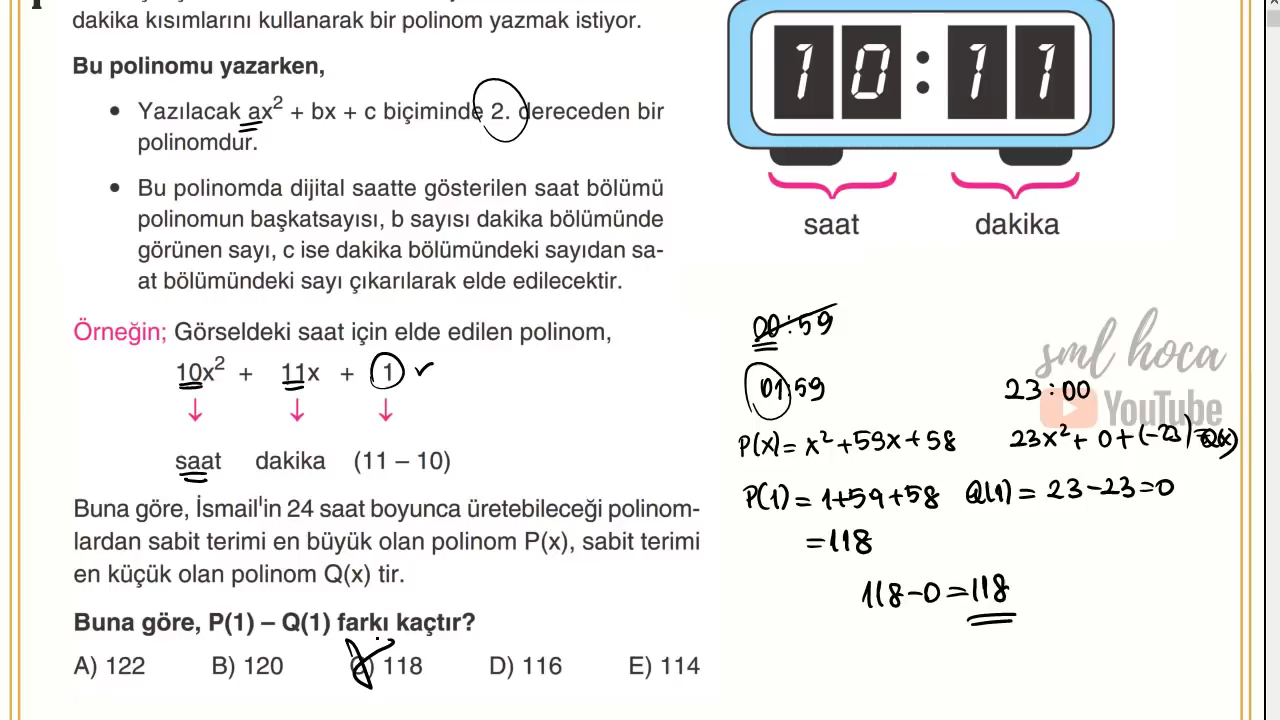 dakika kısımlarını kullanarak bir polinom yazmak istiyor.
Bu polinomu yazarken,
• Yazılacak ax² + bx + c biçiminde 2. dereceden bir
polinomdur.
• Bu polinomda dijital saatte gösterilen saat bölümü
polinomun başkatsayısı, b sayısı dakika bölümünde
görünen sayı, c ise dakika bölümündeki sayıdan sa-
at bölümündeki sayı çıkarılarak elde edilecektir.
Örneğin; Görseldeki saat için elde edilen polinom,
10x² + 11x + 1
saat dakika (11 – 10)
Buna göre, İsmail'in 24 saat boyunca üretebileceği polinom-
lardan sabit terimi en büyük olan polinom P(x), sabit terimi
en küçük olan polinom Q(x) tir.
Buna göre, P(1) – Q(1) farkı kaçtır?
A) 122 B) 120 C) 118 D) 116 E) 114
10:11
saat dakika
00:59
01:59
P(x) = x² + 59x + 58
P(1) = 1 + 59 + 58
= 118
23:00
23x² + 0 + (-23) = Q(x)
Q(1) = 23 - 23 = 0
118 - 0 = 118
sml hoca
YouTube